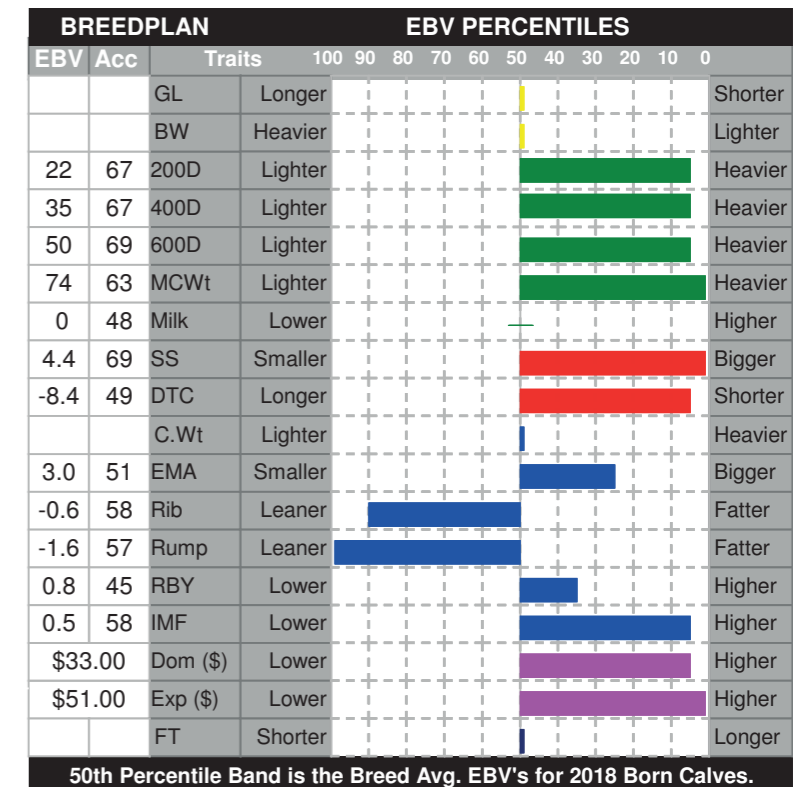 BREEDPLAN EBV PERCENTILES
EBV Acc Traits 100 90 80 70 60 50 40 30 20 10 0
GL Longer Shorter
BW Heavier Lighter
22 67 200D Lighter Heavier
35 67 400D Lighter Heavier
50 69 600D Lighter Heavier
74 63 MCWt Lighter Heavier
0 48 Milk Lower Higher
4.4 69 SS Smaller Bigger
-8.4 49 DTC Longer Shorter
C.Wt Lighter Heavier
3.0 51 EMA Smaller Bigger
-0.6 58 Rib Leaner Fatter
-1.6 57 Rump Leaner Fatter
0.8 45 RBY Lower Higher
0.5 58 IMF Lower Higher
$33.00 Dom ($) Lower Higher
$51.00 Exp ($) Lower Higher
FT Shorter Longer
50th Percentile Band is the Breed Avg. EBV's for 2018 Born Calves.